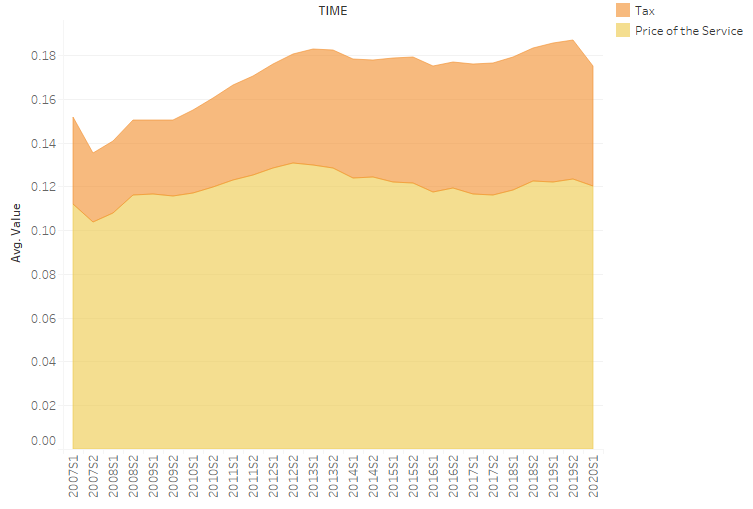 TIME
Tax
Price of the Service
Avg. Value
0.18
0.16
0.14
0.12
0.10
0.08
0.06
0.04
0.02
0.00
2007S1
2007S2
2008S1
2008S2
2009S1
2009S2
2010S1
2010S2
2011S1
2011S2
2012S1
2012S2
2013S1
2013S2
2014S1
2014S2
2015S1
2015S2
2016S1
2016S2
2017S1
2017S2
2018S1
2018S2
2019S1
2019S2
2020S1